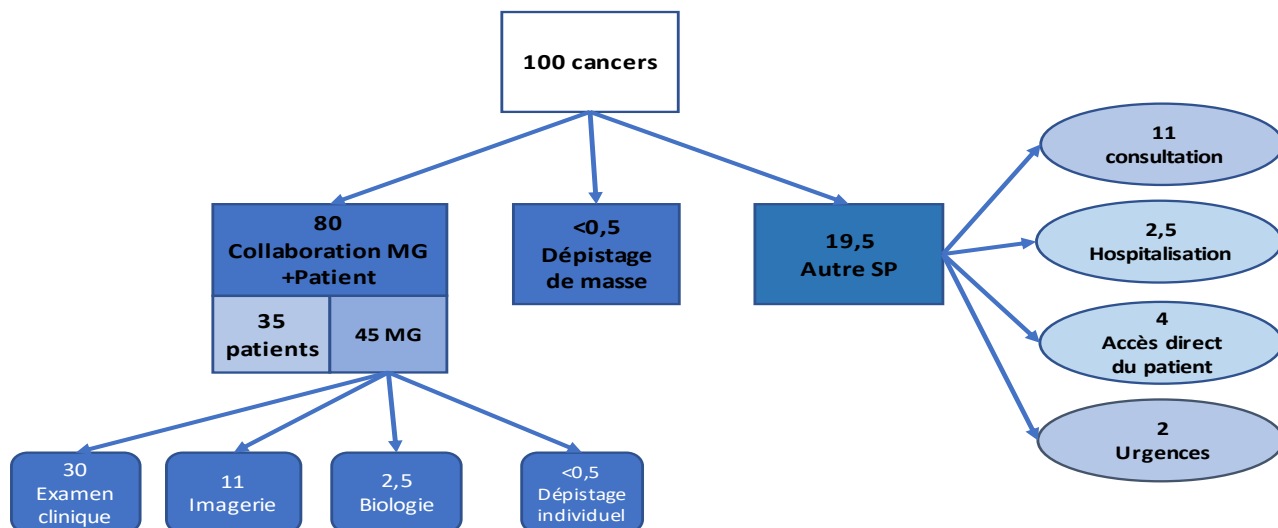 100 cancers
80
Collaboration MG
+Patient
35
patients
45 MG
<0,5
Dépistage
de masse
19,5
Autre SP
11
consultation
2,5
Hospitalisation
4
Accès direct
du patient
2
Urgences
30
Examen
clinique
11
Imagerie
2,5
Biologie
<0,5
Dépistage
individuel